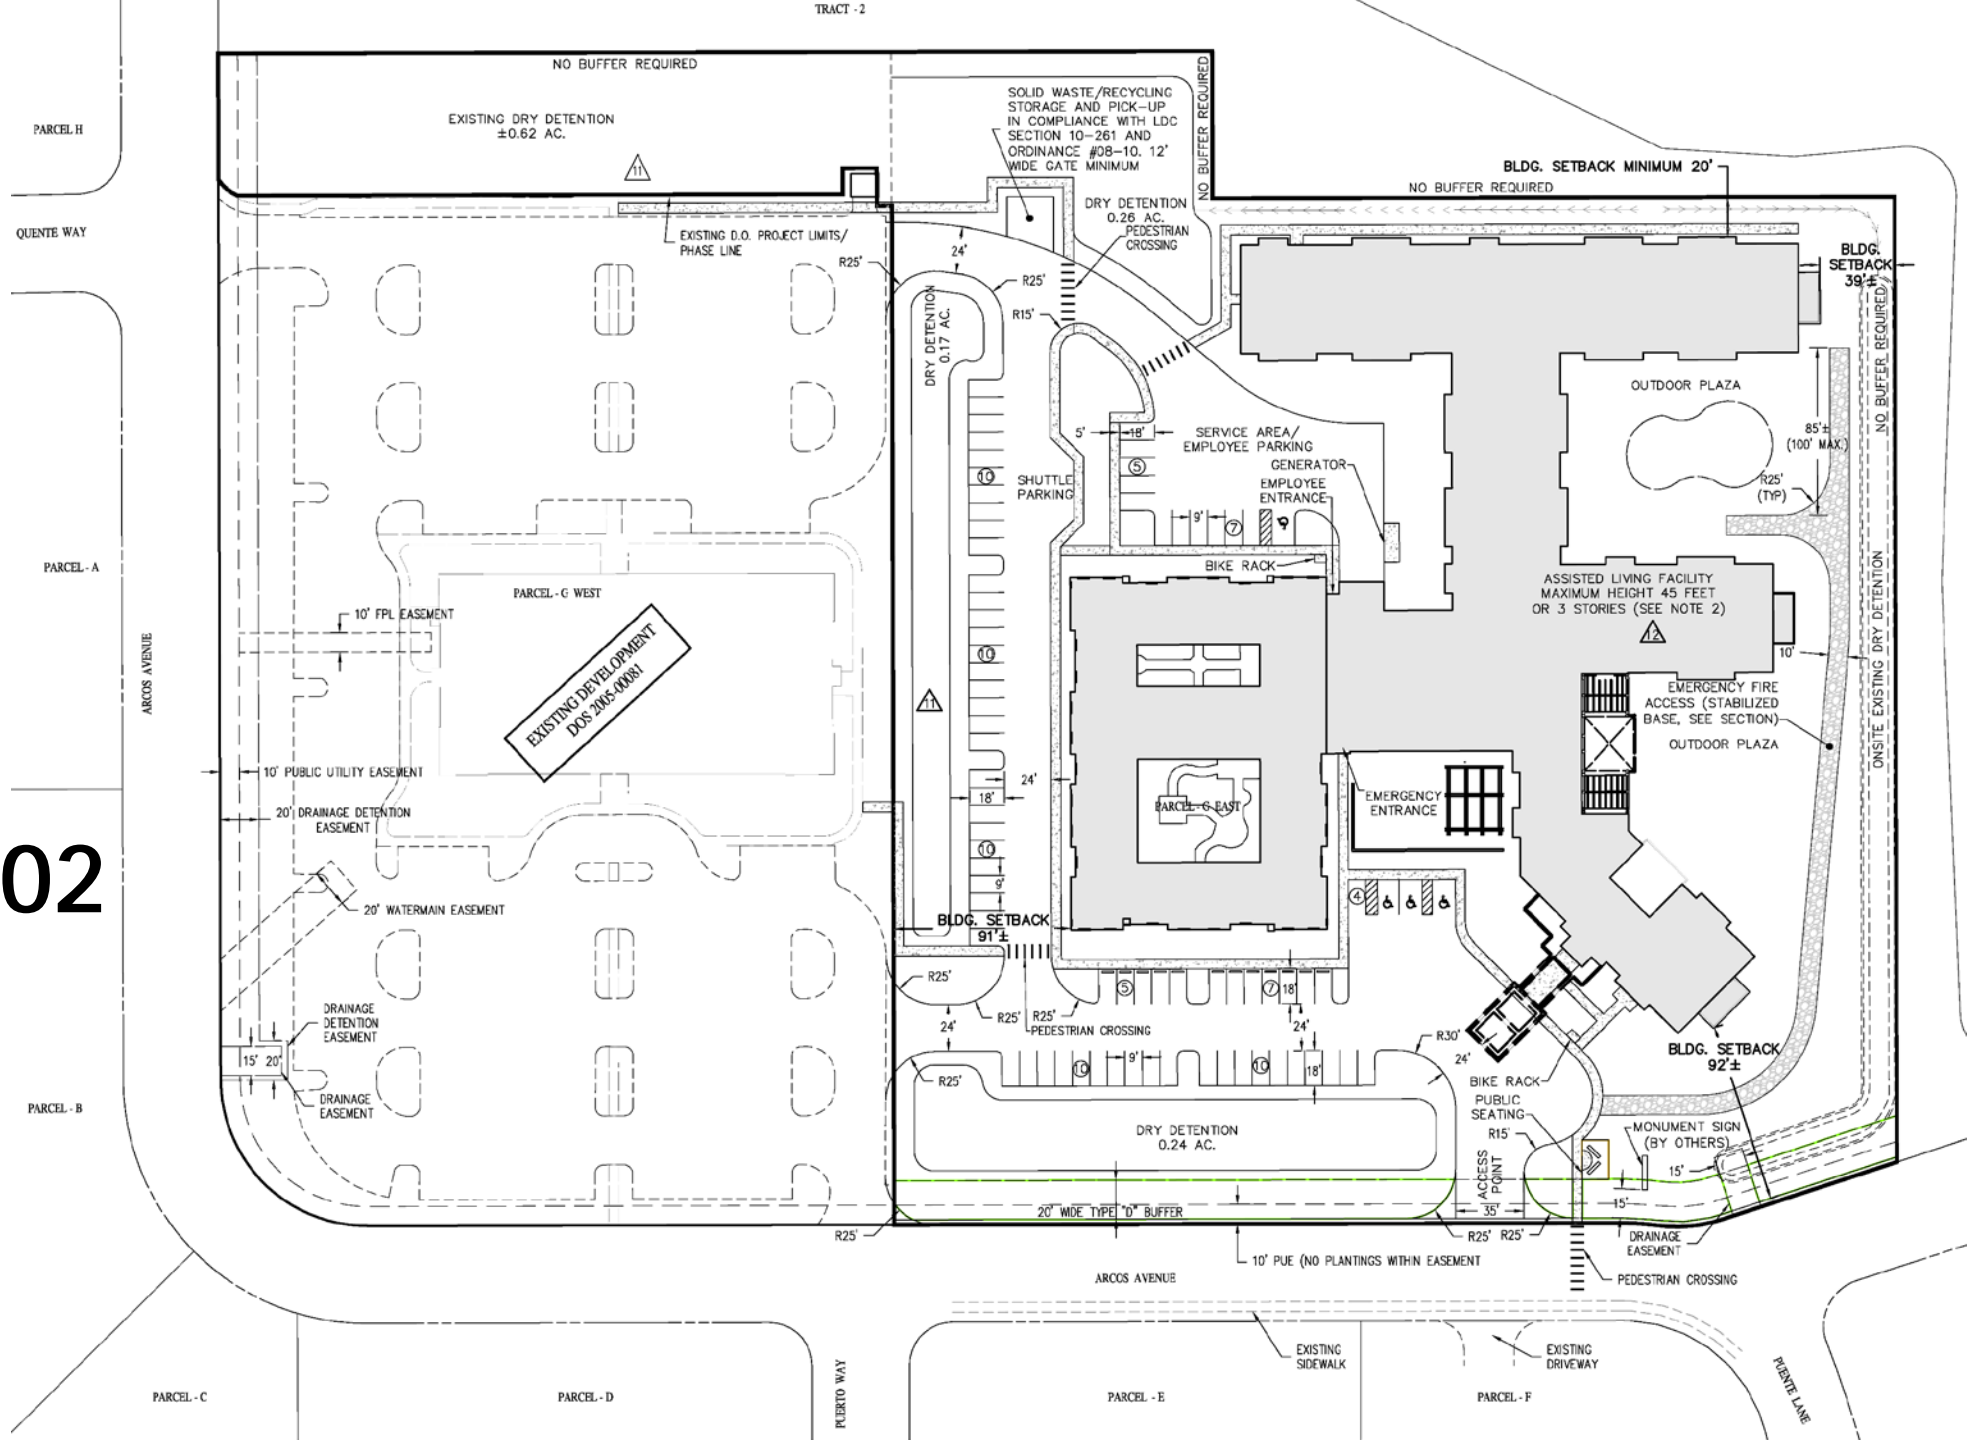 TRACT - 2
NO BUFFER REQUIRED
EXISTING DRY DETENTION
±0.62 AC.
11
SOLID WASTE/RECYCLING
STORAGE AND PICK-UP
IN COMPLIANCE WITH LDC
SECTION 10-261 AND
ORDINANCE #08-10. 12'
WIDE GATE MINIMUM
NO BUFFER REQUIRED
BLDG. SETBACK MINIMUM 20'
NO BUFFER REQUIRED
PARCEL H
QUENTE WAY
EXISTING D.O. PROJECT LIMITS/
PHASE LINE
DRY DETENTION
0.26 AC.
PEDESTRIAN
CROSSING
24'
R25'
R25'
R15'
DRY DETENTION
0.17 AC.
BLDG.
SETBACK
39'±
NO BUFFER REQUIRED
OUTDOOR PLAZA
85'±
(100' MAX.)
R25'
(TYP)
5'
18'
SERVICE AREA/
EMPLOYEE PARKING
GENERATOR
EMPLOYEE
ENTRANCE
5
10
SHUTTLE
PARKING
9'
7
BIKE RACK
PARCEL - A
ARCOS AVENUE
PARCEL - G WEST
10' FPL EASEMENT
EXISTING DEVELOPMENT
DOS 2005-00081
10
11
ASSISTED LIVING FACILITY
MAXIMUM HEIGHT 45 FEET
OR 3 STORIES (SEE NOTE 2)
12
10'
ONSITE EXISTING DRY DETENTION
EMERGENCY FIRE
ACCESS (STABILIZED
BASE, SEE SECTION)
OUTDOOR PLAZA
10' PUBLIC UTILITY EASEMENT
20' DRAINAGE DETENTION
EASEMENT
24'
18'
PARCEL - G EAST
EMERGENCY
ENTRANCE
10
9'
02
20' WATERMAIN EASEMENT
BLDG. SETBACK
91'±
4
R25'
R25'
R25'
5
7
18'
PEDESTRIAN CROSSING
24'
24'
DRAINAGE
DETENTION
EASEMENT
15'
20'
DRAINAGE
EASEMENT
R25'
10
9'
10
18'
R30'
24'
BLDG. SETBACK
92'±
BIKE RACK
PUBLIC
SEATING
R15'
MONUMENT SIGN
(BY OTHERS)
15'
PARCEL - B
DRY DETENTION
0.24 AC.
ACCESS
POINT
15'
35'
20' WIDE TYPE "D" BUFFER
R25'
R25'
R25'
DRAINAGE
EASEMENT
10' PUE (NO PLANTINGS WITHIN EASEMENT
ARCOS AVENUE
PEDESTRIAN CROSSING
EXISTING
SIDEWALK
EXISTING
DRIVEWAY
PARCEL - C
PARCEL - D
PUERTO WAY
PARCEL - E
PARCEL - F
PUENTE LANE